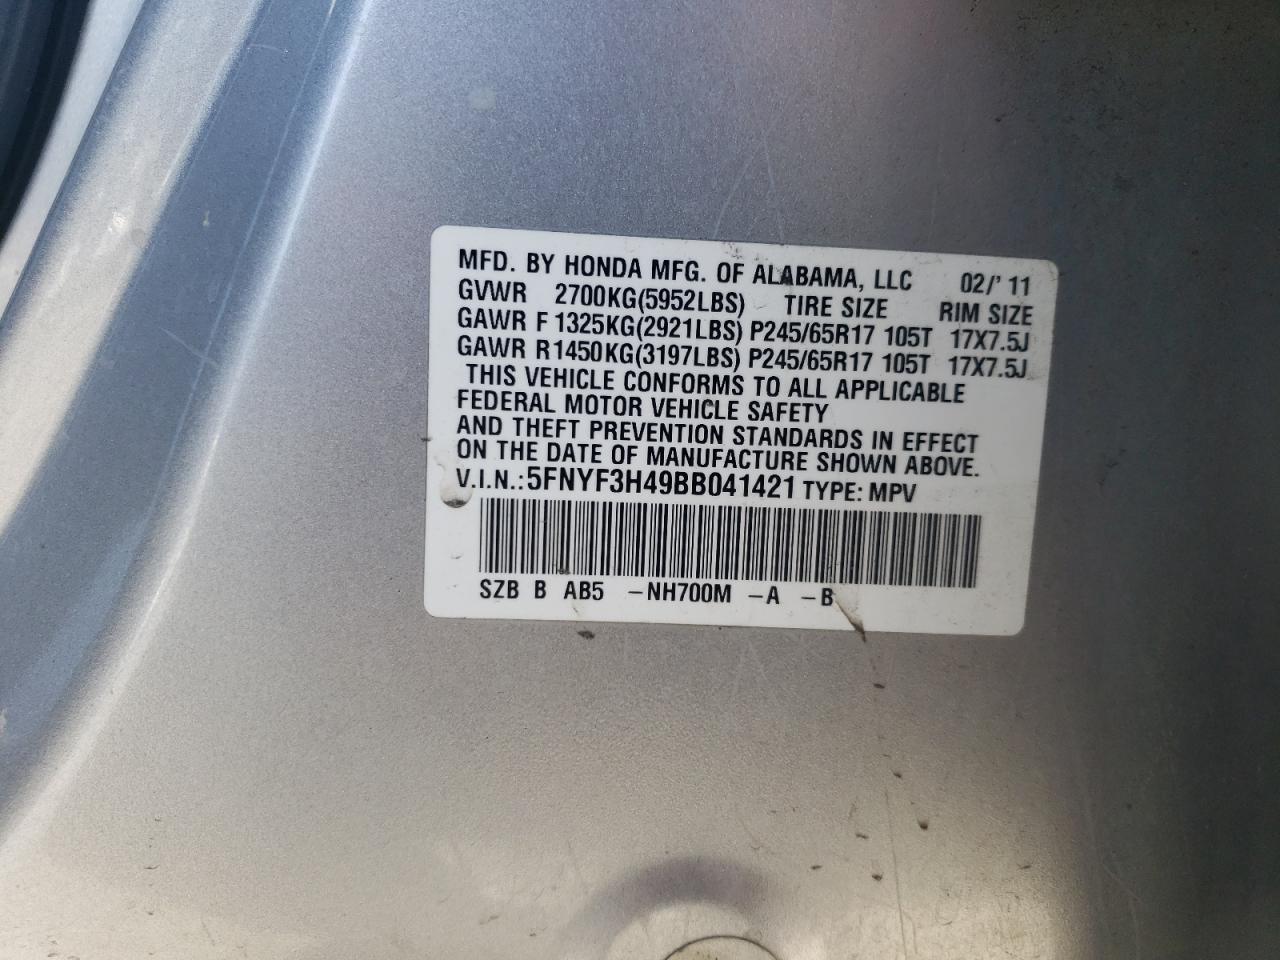 MFD. BY HONDA MFG. OF ALABAMA, LLC 02/' 11
GVWR 2700KG(5952LBS) TIRE SIZE RIM SIZE
GAWR F 1325KG(2921LBS) P245/65R17 105T 17X7.5J
GAWR R1450KG(3197LBS) P245/65R17 105T 17X7.5J
THIS VEHICLE CONFORMS TO ALL APPLICABLE
FEDERAL MOTOR VEHICLE SAFETY
AND THEFT PREVENTION STANDARDS IN EFFECT
ON THE DATE OF MANUFACTURE SHOWN ABOVE.
V.I.N.:5FNYF3H49BB041421 TYPE: MPV
SZB B AB5 -NH700M -A -B